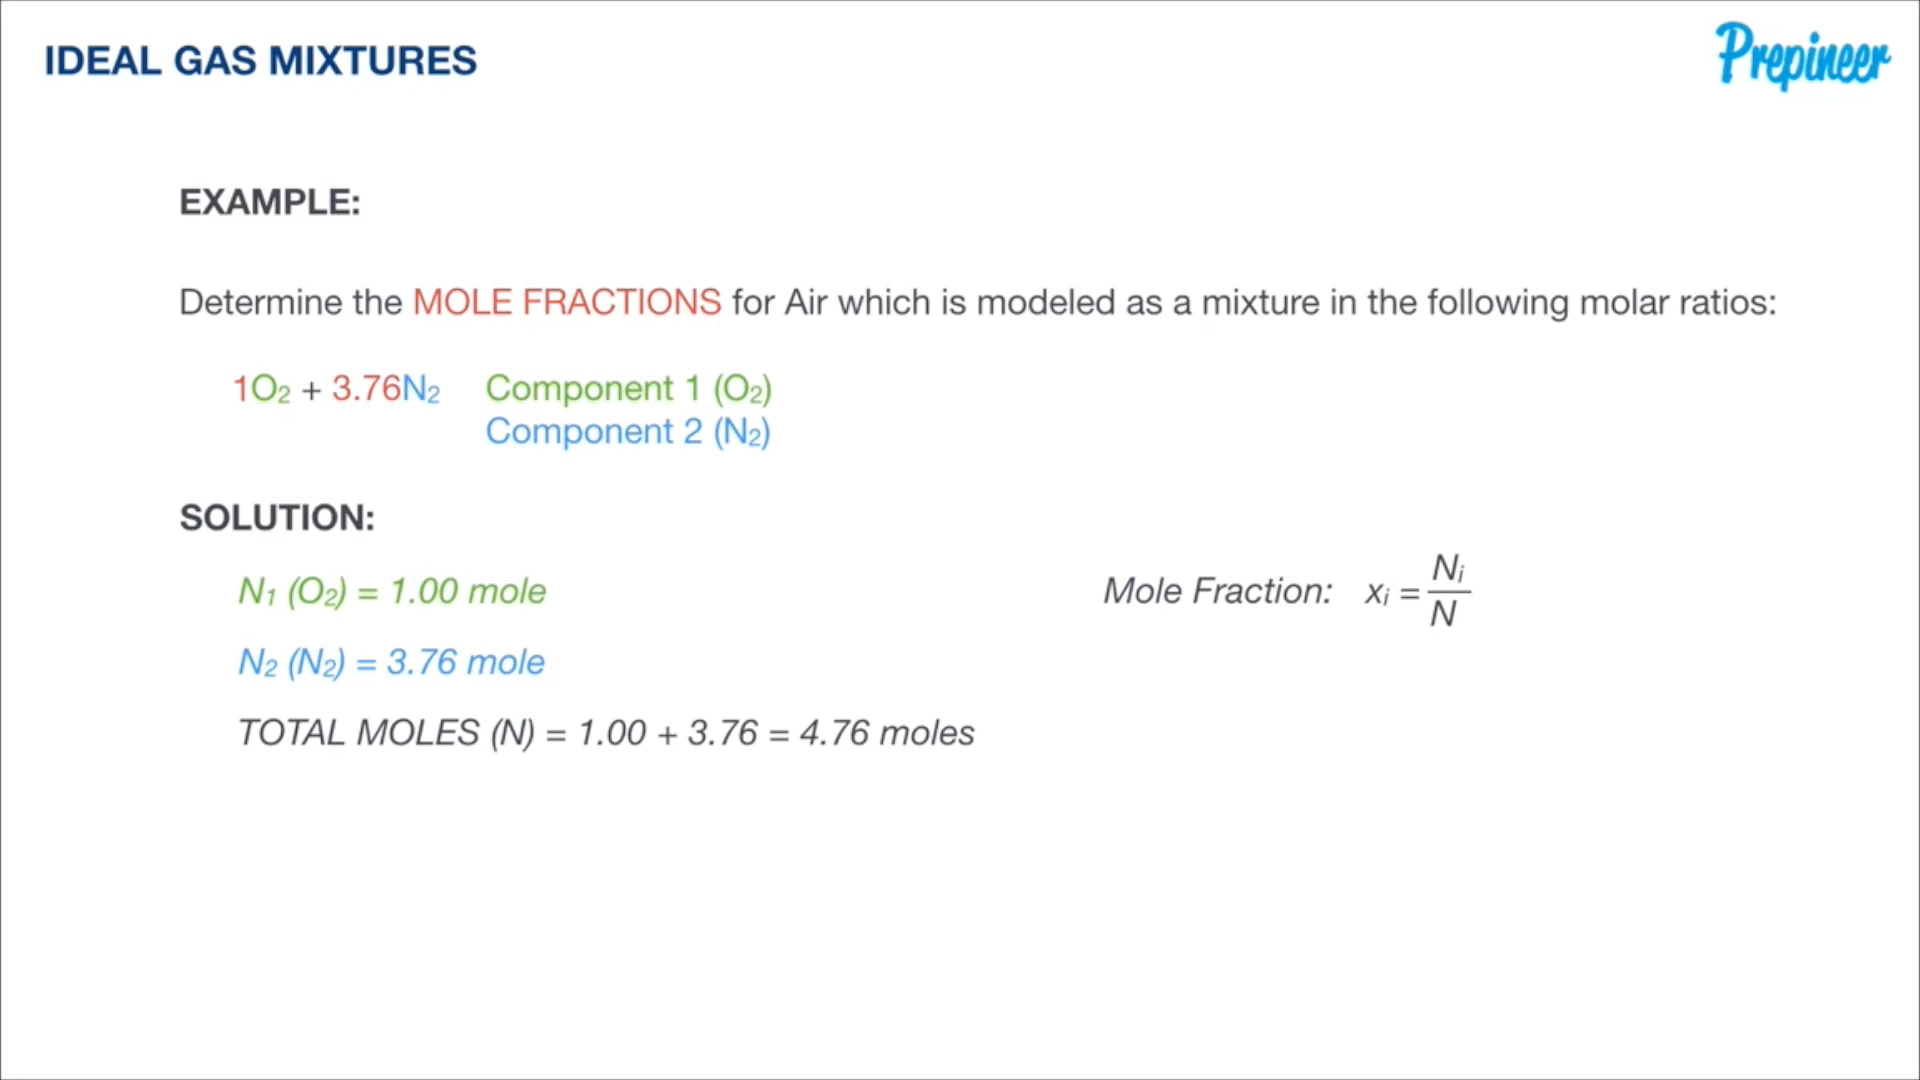 IDEAL GAS MIXTURES
Prepineer
EXAMPLE:
Determine the MOLE FRACTIONS for Air which is modeled as a mixture in the following molar ratios:
1O₂ + 3.76N₂ Component 1 (O₂)
Component 2 (N₂)
SOLUTION:
N₁ (O₂) = 1.00 mole
Mole Fraction: xᵢ = Nᵢ/N
N₂ (N₂) = 3.76 mole
TOTAL MOLES (N) = 1.00 + 3.76 = 4.76 moles